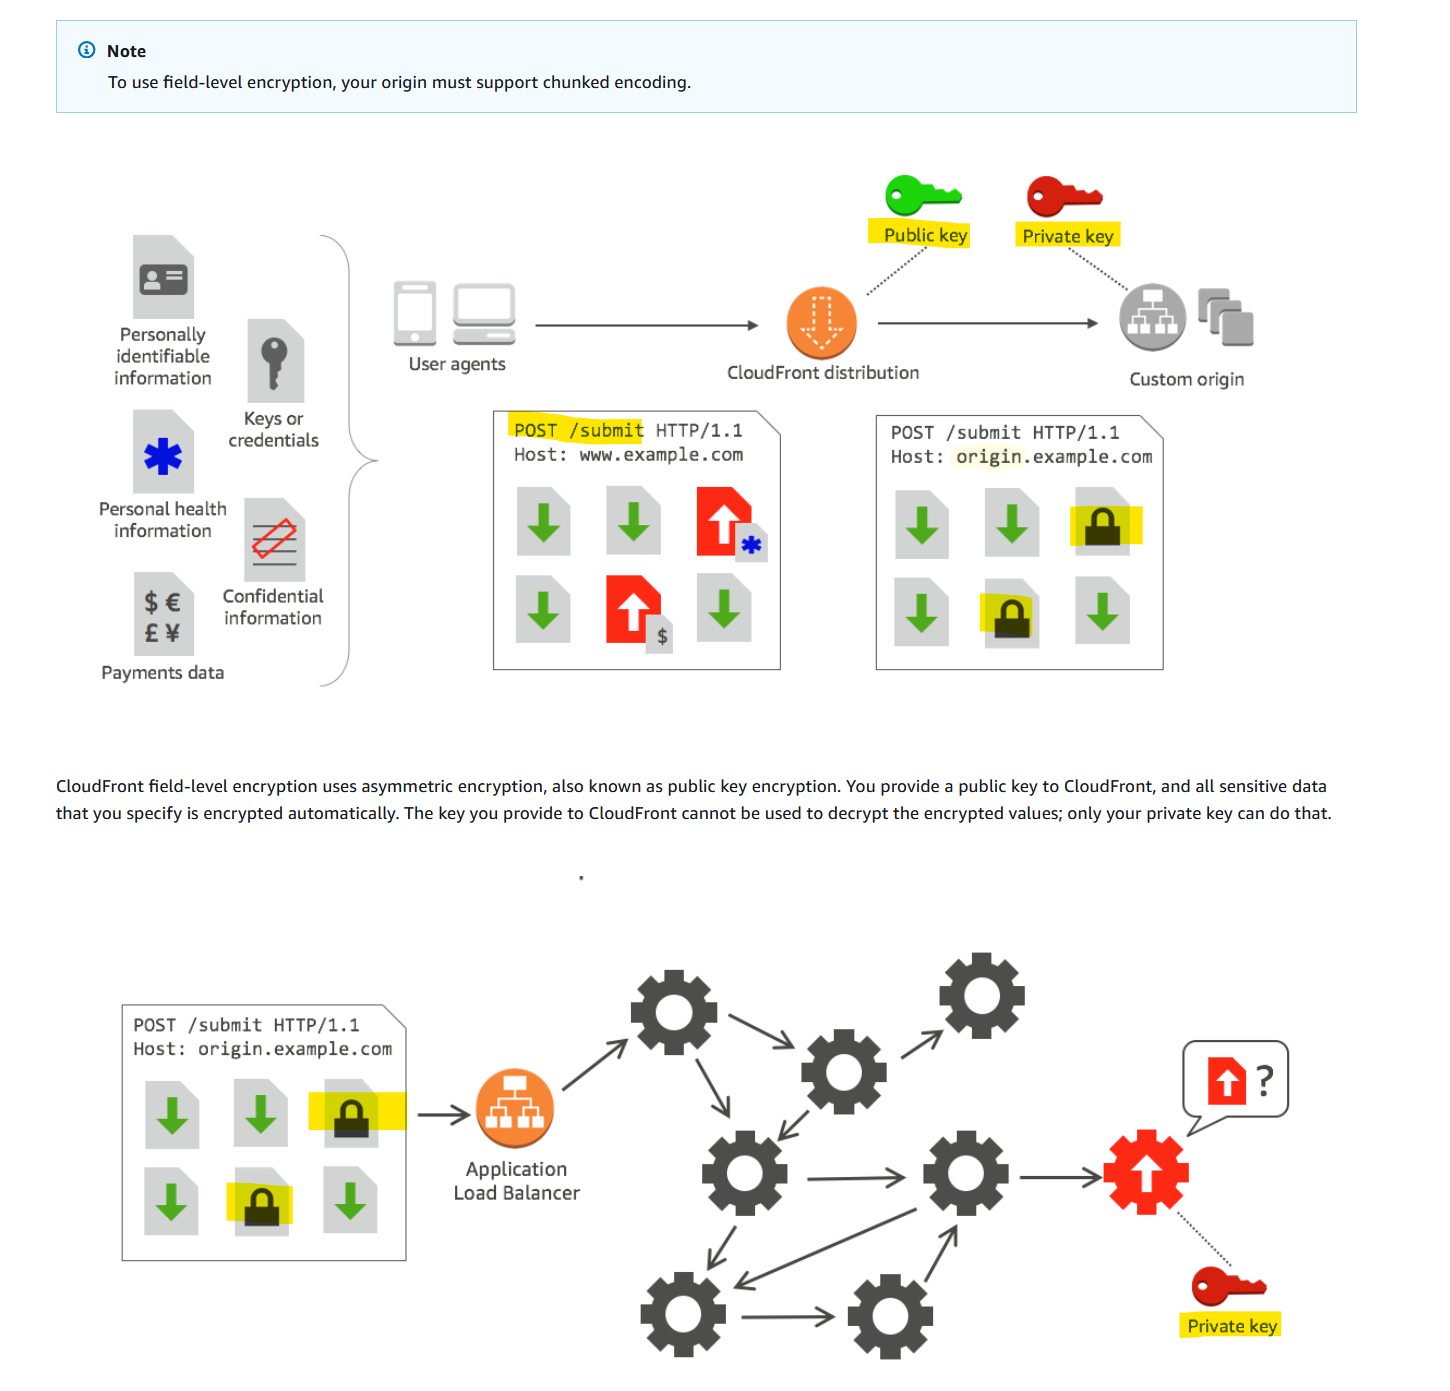 Note
To use field-level encryption, your origin must support chunked encoding.
Public key
Private key
Personally
identifiable
information
Keys or
credentials
Personal health
information
Confidential
information
$ €
£ ¥
Payments data
User agents
CloudFront distribution
Custom origin
POST /submit HTTP/1.1
Host: www.example.com
$
POST /submit HTTP/1.1
Host: origin.example.com
CloudFront field-level encryption uses asymmetric encryption, also known as public key encryption. You provide a public key to CloudFront, and all sensitive data
that you specify is encrypted automatically. The key you provide to CloudFront cannot be used to decrypt the encrypted values; only your private key can do that.
POST /submit HTTP/1.1
Host: origin.example.com
Application
Load Balancer
?
Private key